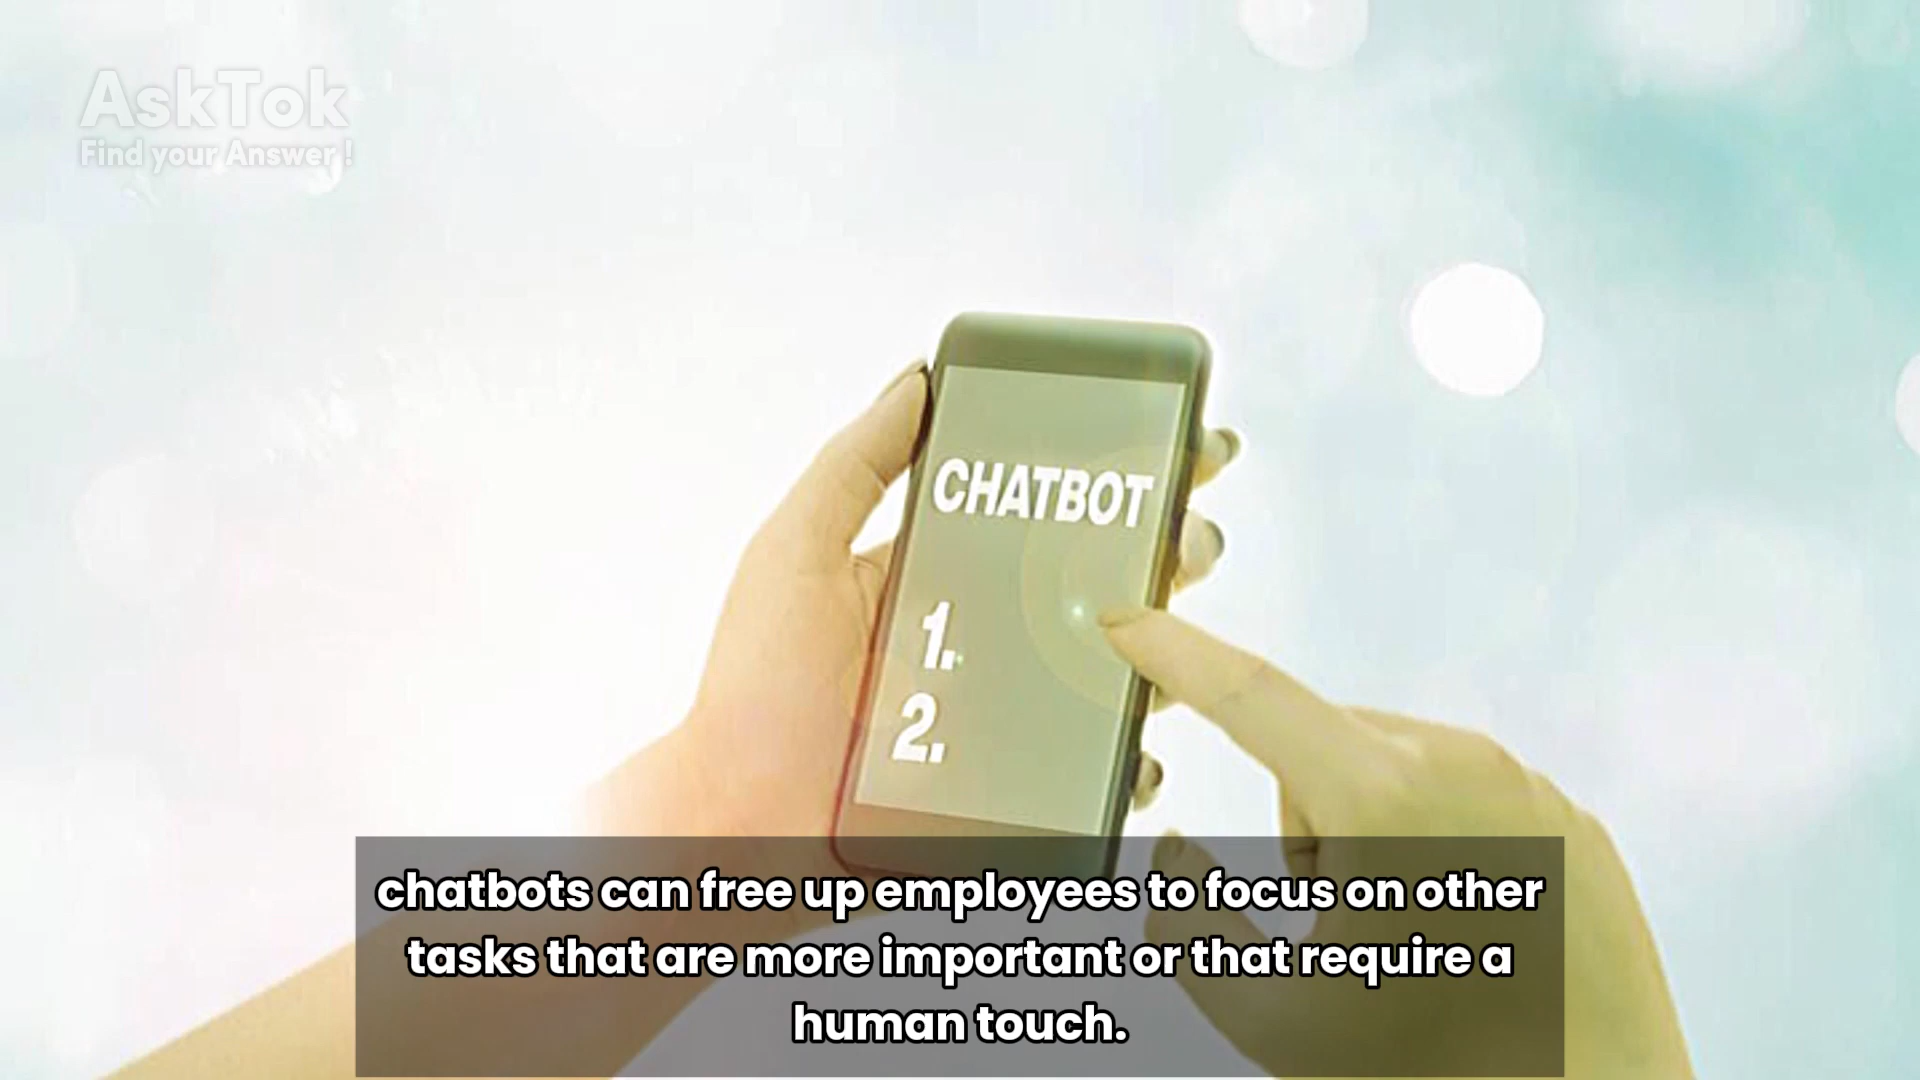 AskTok
Find your Answer !
CHATBOT
1.
2.
chatbots can free up employees to focus on other
tasks that are more important or that require a
human touch.